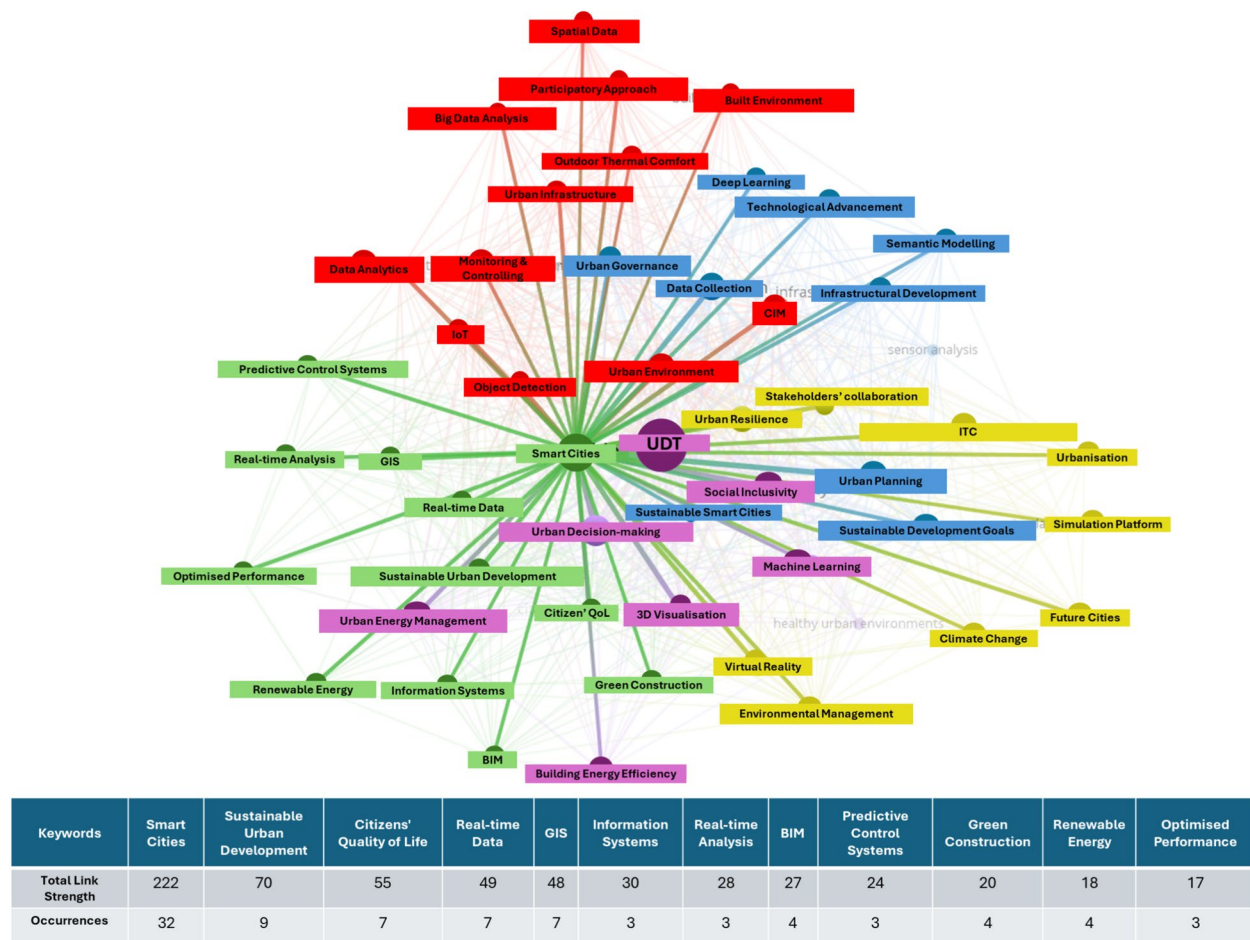 Spatial Data
Participatory Approach
Built Environment
Big Data Analysis
Outdoor Thermal Comfort
Deep Learning
Urban Infrastructure
Technological Advancement
Semantic Modelling
Data Analytics
Monitoring &
Controlling
Urban Governance
Data Collection
infras
Infrastructural Development
CIM
IoT
sensor analysis
Predictive Control Systems
Urban Environment
Object Detection
Stakeholders' collaboration
Urban Resilience
ITC
UDT
Smart Cities
Real-time Analysis
GIS
Urbanisation
Urban Planning
Social Inclusivity
Real-time Data
Sustainable Smart Cities
Simulation Platform
Urban Decision-making
Sustainable Development Goals
Machine Learning
Optimised Performance
Sustainable Urban Development
Citizen' QoL
3D Visualisation
Urban Energy Management
healthy urban environments
Future Cities
Climate Change
Virtual Reality
Renewable Energy
Information Systems
Green Construction
Environmental Management
BIM
Building Energy Efficiency
Keywords Smart Cities Sustainable Urban Development Citizens' Quality of Life Real-time Data GIS Information Systems Real-time Analysis BIM Predictive Control Systems Green Construction Renewable Energy Optimised Performance
Total Link Strength 222 70 55 49 48 30 28 27 24 20 18 17
Occurrences 32 9 7 7 7 3 3 4 3 4 4 3